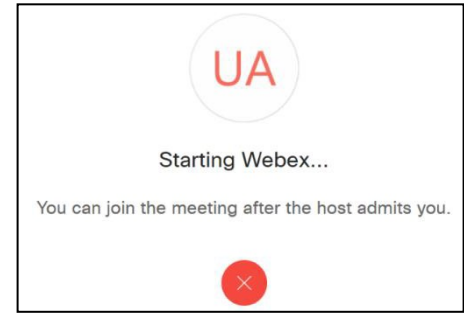 UA
Starting Webex...
You can join the meeting after the host admits you.